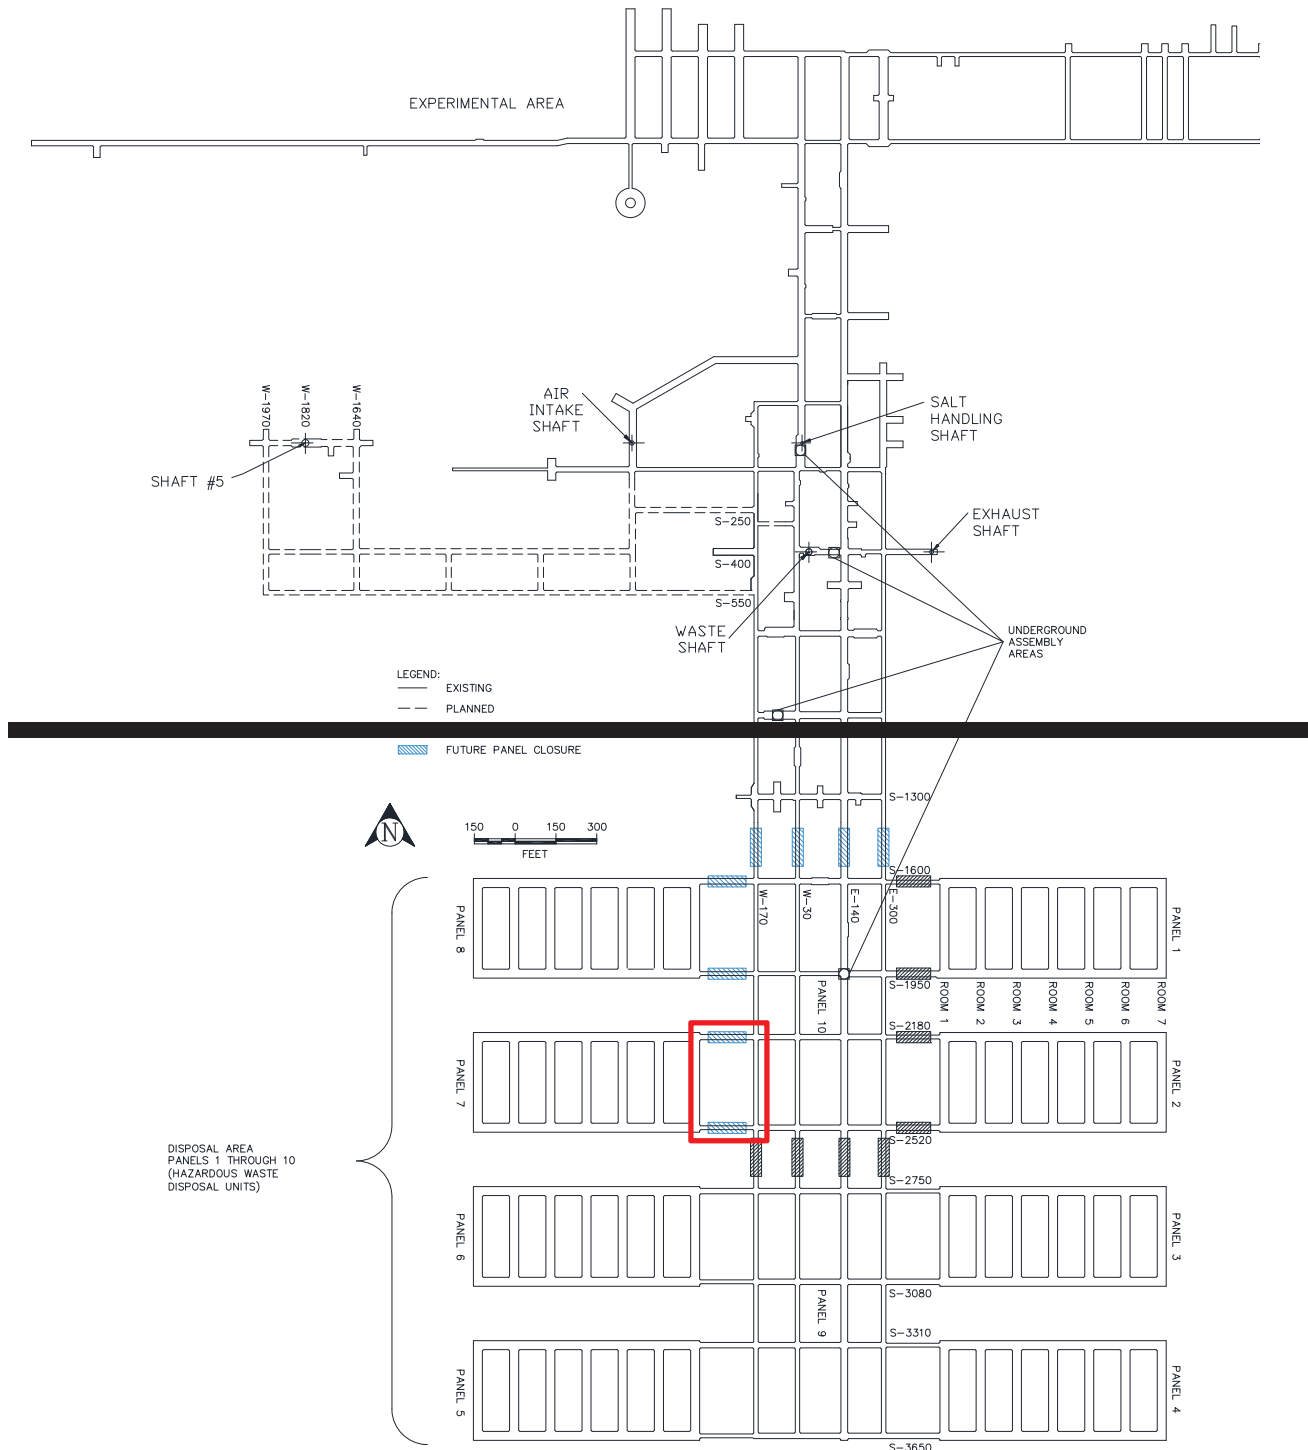 EXPERIMENTAL AREA
W-1970
W-1820
W-1640
AIR
INTAKE
SHAFT
SALT
HANDLING
SHAFT
SHAFT #5
S-250
EXHAUST
SHAFT
S-400
S-550
WASTE
SHAFT
UNDERGROUND
ASSEMBLY
AREAS
LEGEND:
EXISTING
PLANNED
FUTURE PANEL CLOSURE
S-1300
N
150 0 150 300
FEET
S-1600
W-170
W-30
E-140
E-300
PANEL 8
PANEL 1
S-1950
PANEL 10
ROOM 1
ROOM 2
ROOM 3
ROOM 4
ROOM 5
ROOM 6
ROOM 7
S-2180
PANEL 7
PANEL 2
S-2520
DISPOSAL AREA
PANELS 1 THROUGH 10
(HAZARDOUS WASTE
DISPOSAL UNITS)
S-2750
PANEL 6
PANEL 3
S-3080
PANEL 9
S-3310
PANEL 5
PANEL 4
S-3650